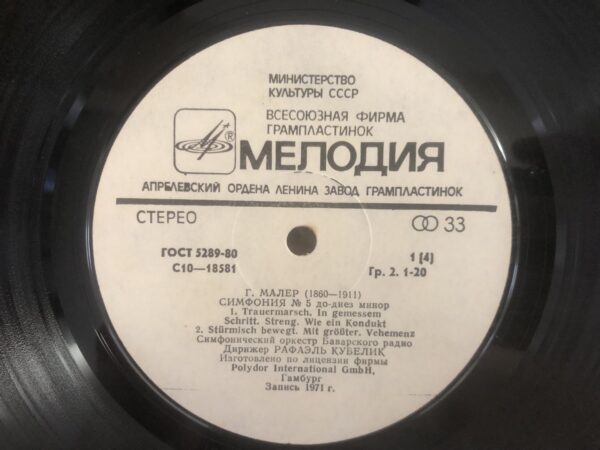 МИНИСТЕРСТВО
КУЛЬТУРЫ СССР
ВСЕСОЮЗНАЯ ФИРМА
ГРАМПЛАСТИНОК
®
МЕЛОДИЯ
АПРЕЛЕВСКИЙ ОРДЕНА ЛЕНИНА ЗАВОД ГРАМПЛАСТИНОК
СТЕРЕО
33
ГОСТ 5289-80
1 (4)
С10—18581
Гр. 2. 1-20
Г. МАЛЕР (1860—1911)
СИМФОНИЯ № 5 до-диез минор
1. Trauermarsch. In gemessem
Schritt. Streng. Wie ein Kondukt
2. Stürmisch bewegt. Mit größter. Vehemenz
Симфонический оркестр Баварского радио
Дирижер РАФАЭЛЬ КУБЕЛИК
Изготовлено по лицензии фирмы
Polydor International GmbH,
Гамбург
Запись 1971 г.